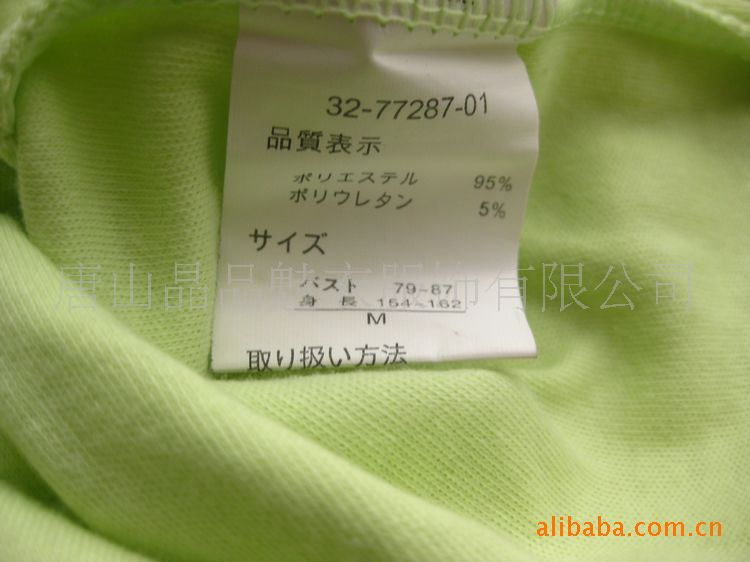 32-77287-01
品質表示
ポリエステル 95%
ポリウレタン 5%
サイズ
バスト 79~87
身長 154~162
M
取り扱い方法
唐山晶品魅衣服饰有限公司
alibaba.com.cn